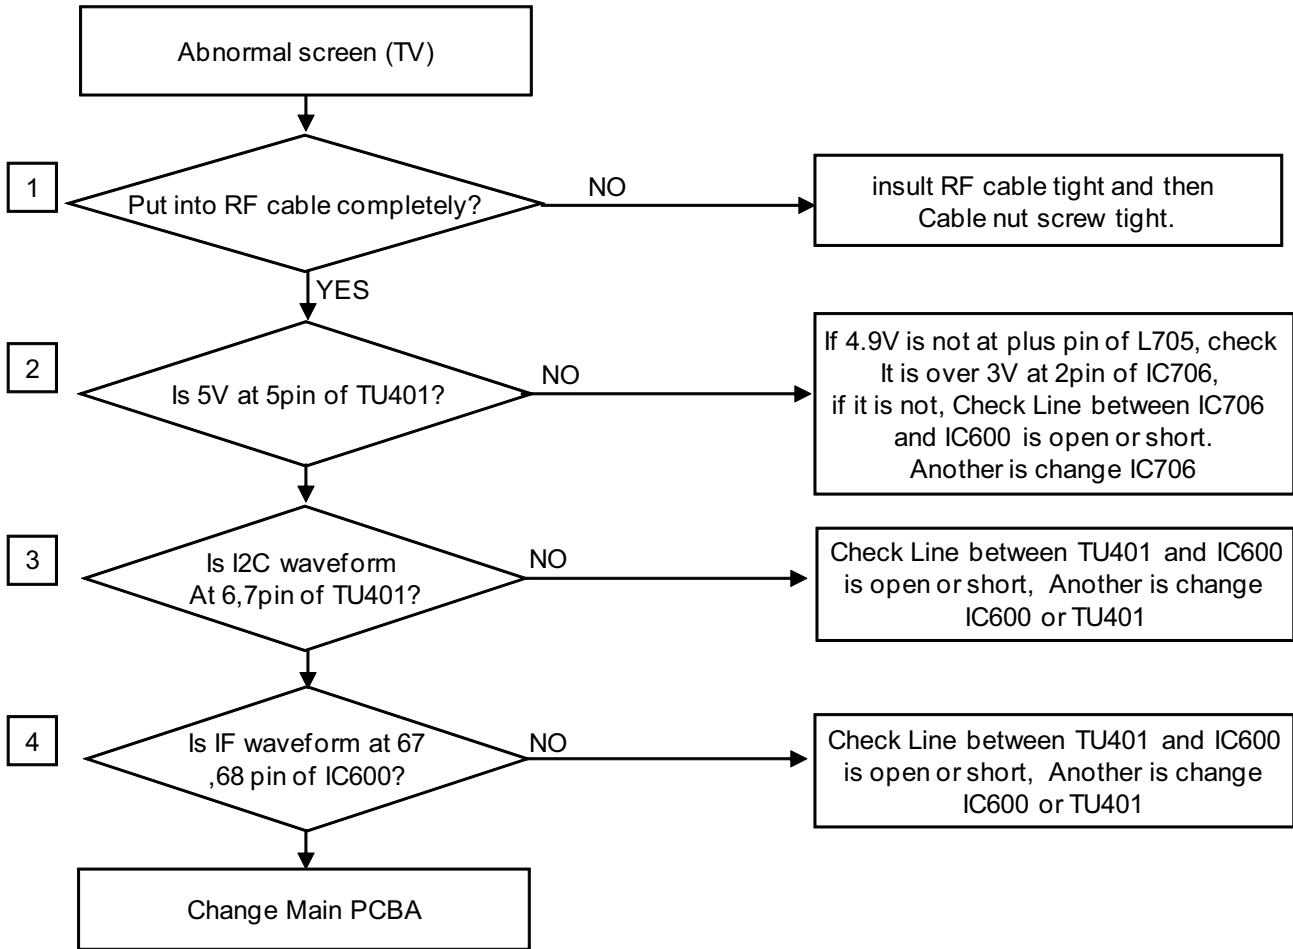 Abnormal screen (TV)
1
Put into RF cable completely?
NO
insult RF cable tight and then
Cable nut screw tight.
YES
2
Is 5V at 5pin of TU401?
NO
If 4.9V is not at plus pin of L705, check
It is over 3V at 2pin of IC706,
if it is not, Check Line between IC706
and IC600 is open or short.
Another is change IC706
3
Is I2C waveform
At 6,7pin of TU401?
NO
Check Line between TU401 and IC600
is open or short, Another is change
IC600 or TU401
4
Is IF waveform at 67
,68 pin of IC600?
NO
Check Line between TU401 and IC600
is open or short, Another is change
IC600 or TU401
Change Main PCBA